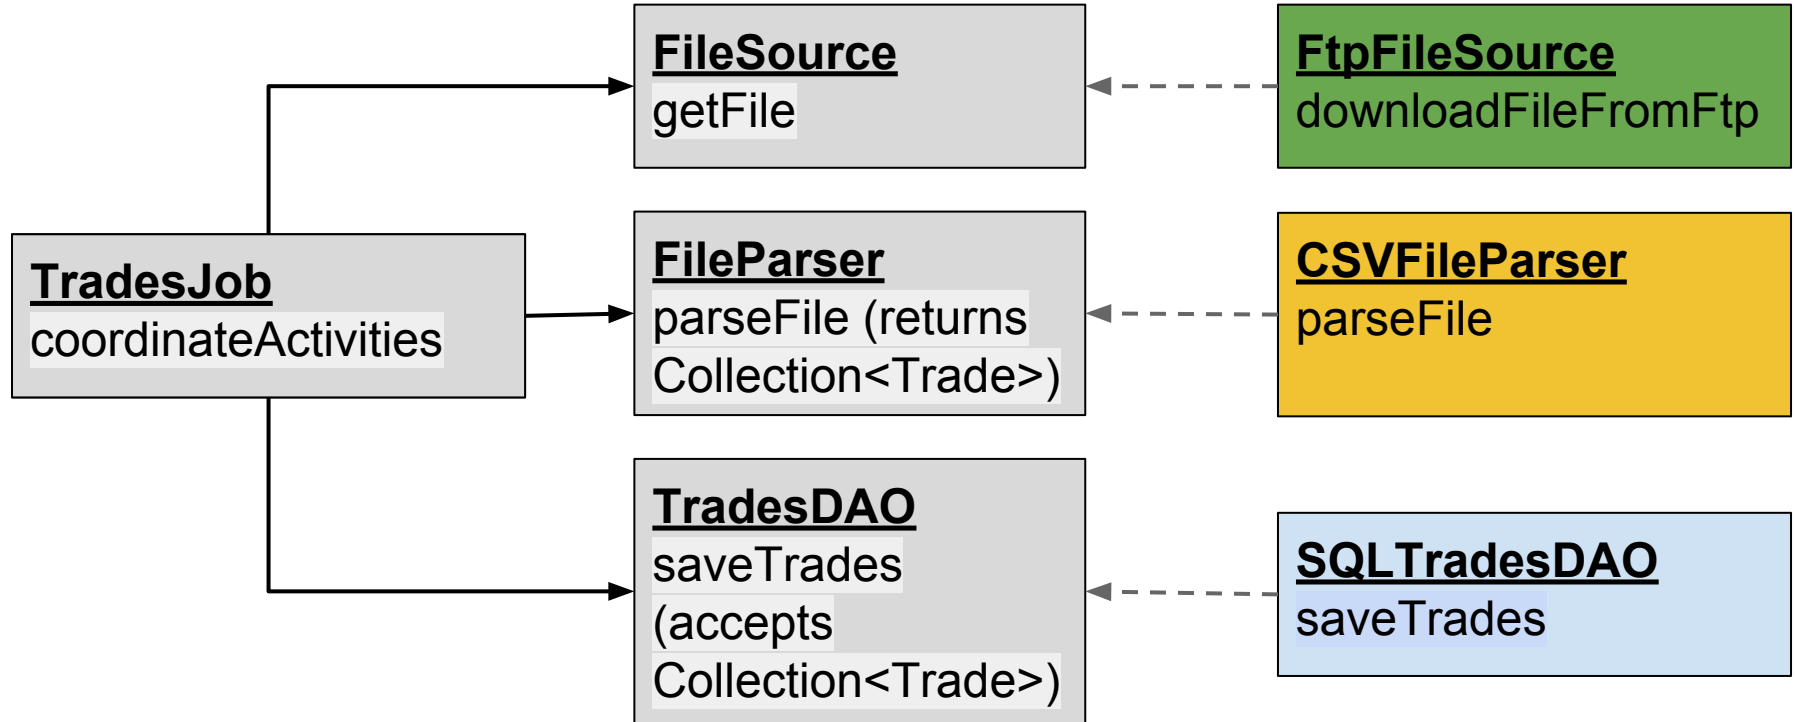 FileSource
getFile
FtpFileSource
downloadFileFromFtp
TradesJob
coordinateActivities
FileParser
parseFile (returns
Collection<Trade>)
CSVFileParser
parseFile
TradesDAO
saveTrades
(accepts
Collection<Trade>)
SQLTradesDAO
saveTrades